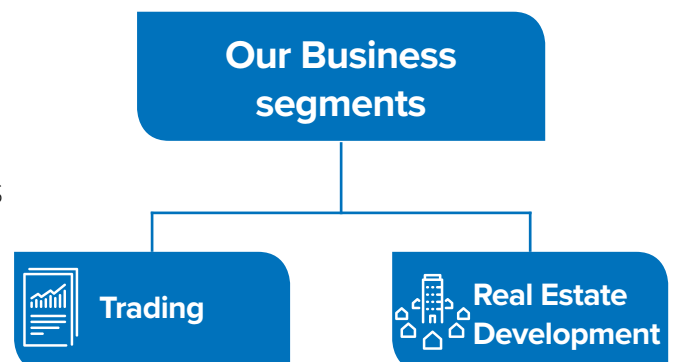 Our Business
segments
s
Trading
Real Estate
Development